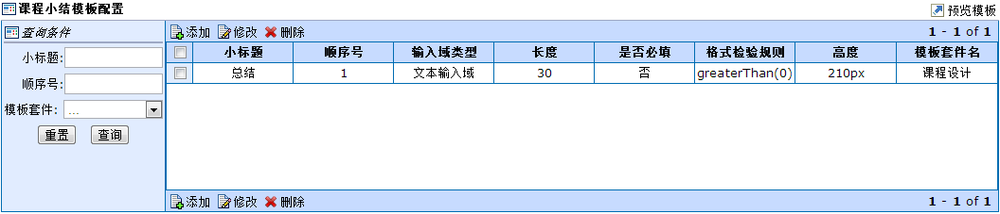 课程小结模板配置
预览模板
查询条件
小标题:
顺序号:
模板套件: ...
重置 查询
添加 修改 删除 1 - 1 of 1
小标题 顺序号 输入域类型 长度 是否必填 格式检验规则 高度 模板套件名
总结 1 文本输入域 30 否 greaterThan(0) 210px 课程设计
添加 修改 删除 1 - 1 of 1